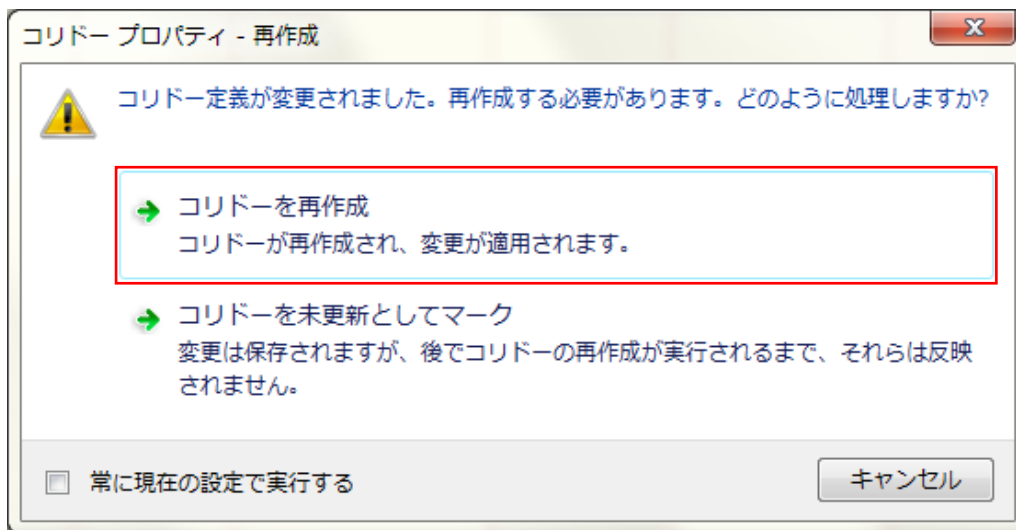 コリドー プロパティ - 再作成
コリドー定義が変更されました。再作成する必要があります。どのように処理しますか?
コリドーを再作成
コリドーが再作成され、変更が適用されます。
コリドーを未更新としてマーク
変更は保存されますが、後でコリドーの再作成が実行されるまで、それらは反映
されません。
常に現在の設定で実行する
キャンセル